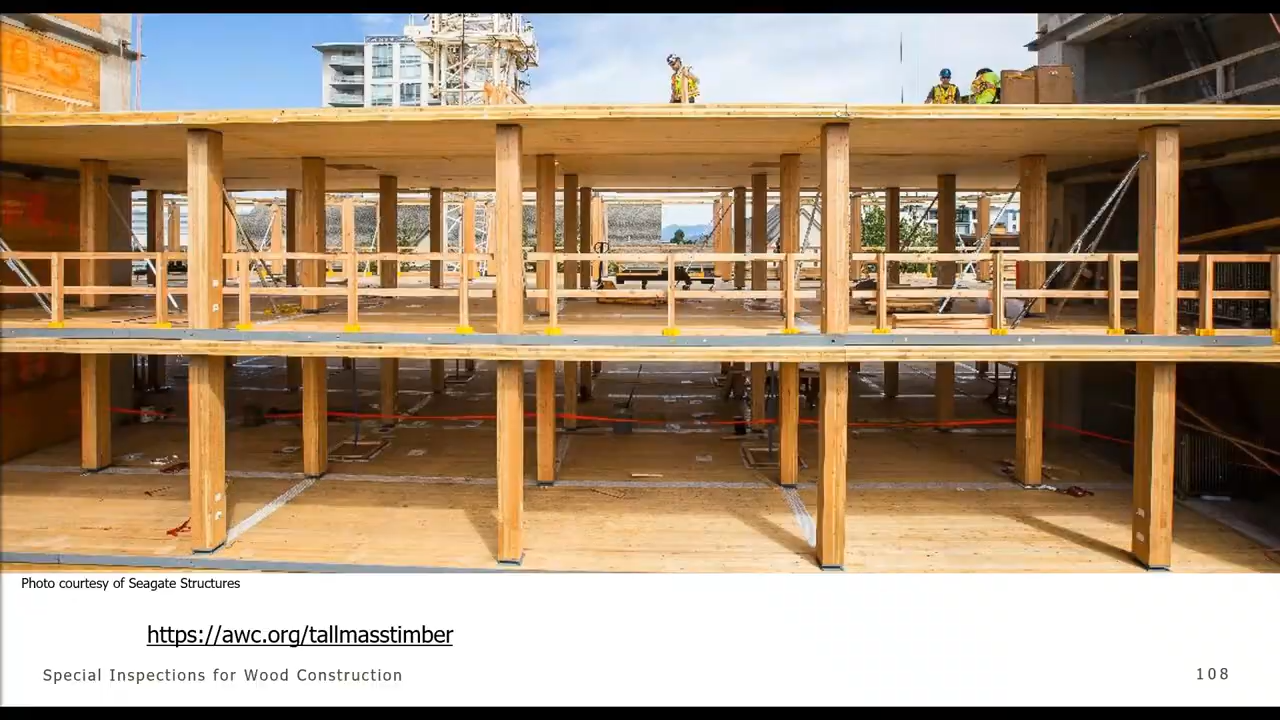 Photo courtesy of Seagate Structures
https://awc.org/tallmasstimber
Special Inspections for Wood Construction
108